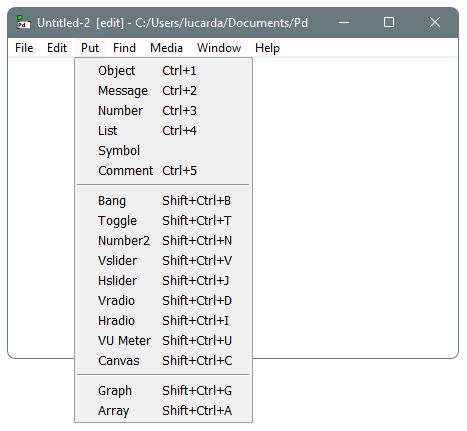 Pd Untitled-2 [edit] - C:/Users/lucarda/Documents/Pd
File Edit Put Find Media Window Help
Object Ctrl+1
Message Ctrl+2
Number Ctrl+3
List Ctrl+4
Symbol
Comment Ctrl+5
Bang Shift+Ctrl+B
Toggle Shift+Ctrl+T
Number2 Shift+Ctrl+N
Vslider Shift+Ctrl+V
Hslider Shift+Ctrl+J
Vradio Shift+Ctrl+D
Hradio Shift+Ctrl+I
VU Meter Shift+Ctrl+U
Canvas Shift+Ctrl+C
Graph Shift+Ctrl+G
Array Shift+Ctrl+A